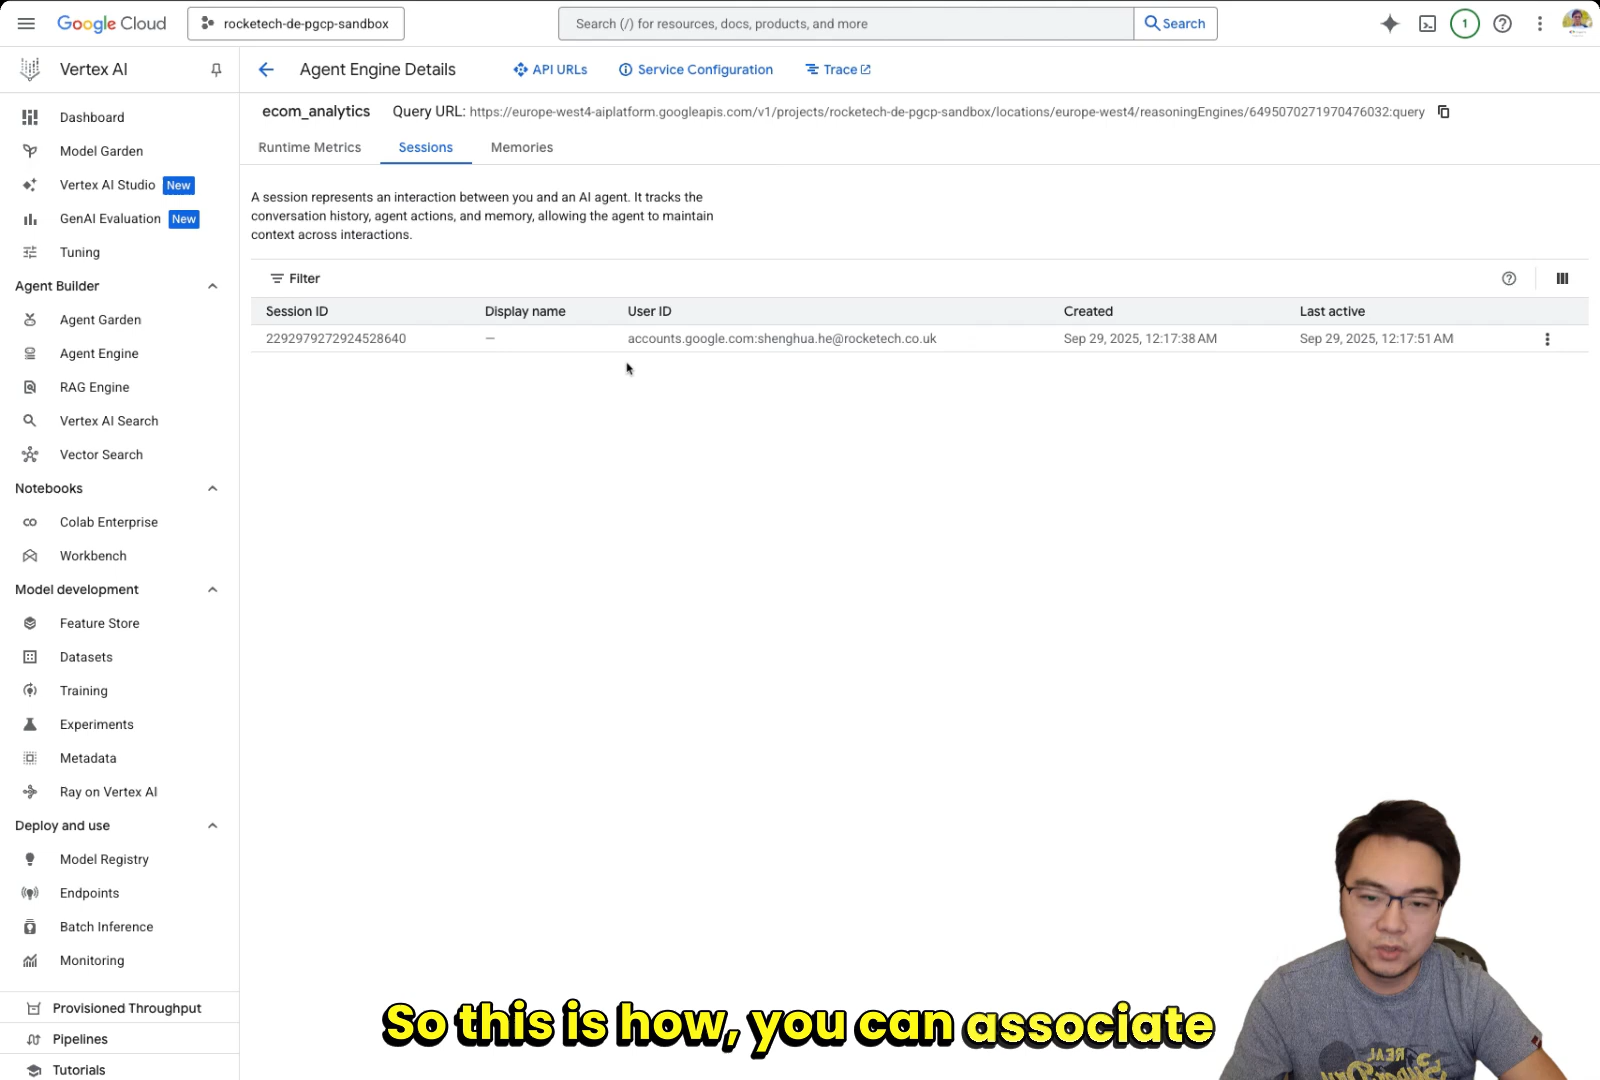 Google Cloud
rocketech-de-pgcp-sandbox
Search (/) for resources, docs, products, and more
Search
1
Vertex AI
Agent Engine Details
API URLs
Service Configuration
Trace
ecom_analytics
Query URL: https://europe-west4-aiplatform.googleapis.com/v1/projects/rocketech-de-pgcp-sandbox/locations/europe-west4/reasoningEngines/6495070271970476032:query
Runtime Metrics
Sessions
Memories
A session represents an interaction between you and an AI agent. It tracks the
conversation history, agent actions, and memory, allowing the agent to maintain
context across interactions.
Filter
Session ID Display name User ID Created Last active
2292979272924528640 — accounts.google.com:shenghua.he@rocketech.co.uk Sep 29, 2025, 12:17:38 AM Sep 29, 2025, 12:17:51 AM
Dashboard
Model Garden
Vertex AI Studio New
GenAI Evaluation New
Tuning
Agent Builder
Agent Garden
Agent Engine
RAG Engine
Vertex AI Search
Vector Search
Notebooks
Colab Enterprise
Workbench
Model development
Feature Store
Datasets
Training
Experiments
Metadata
Ray on Vertex AI
Deploy and use
Model Registry
Endpoints
Batch Inference
Monitoring
Provisioned Throughput
Pipelines
Tutorials
So this is how, you can associate